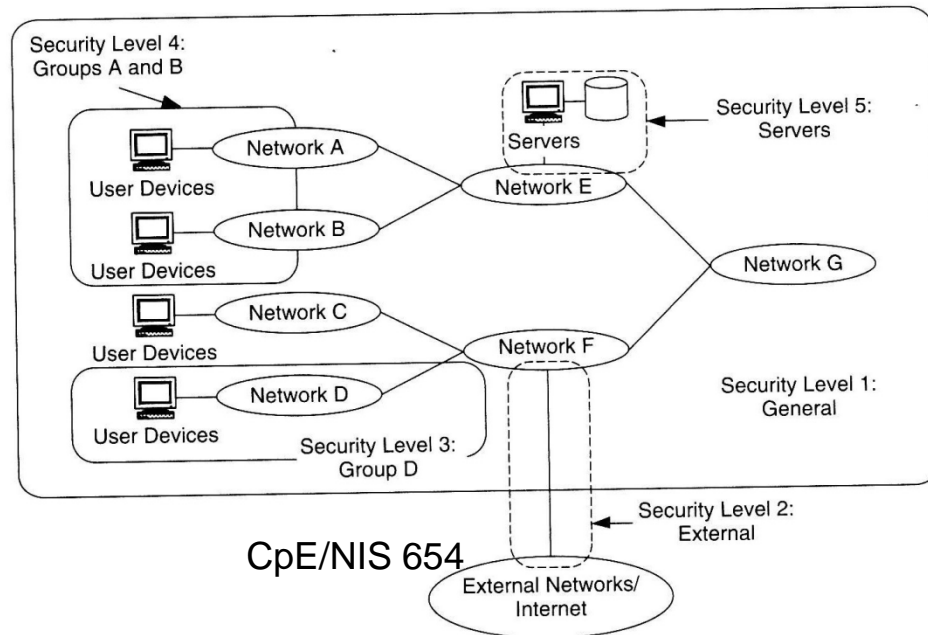 Security Level 4:
Groups A and B
Servers
Security Level 5:
Servers
Network A
User Devices
Network E
Network B
User Devices
Network G
Network C
User Devices
Network F
Network D
User Devices
Security Level 3:
Group D
Security Level 1:
General
Security Level 2:
External
CpE/NIS 654
External Networks/
Internet